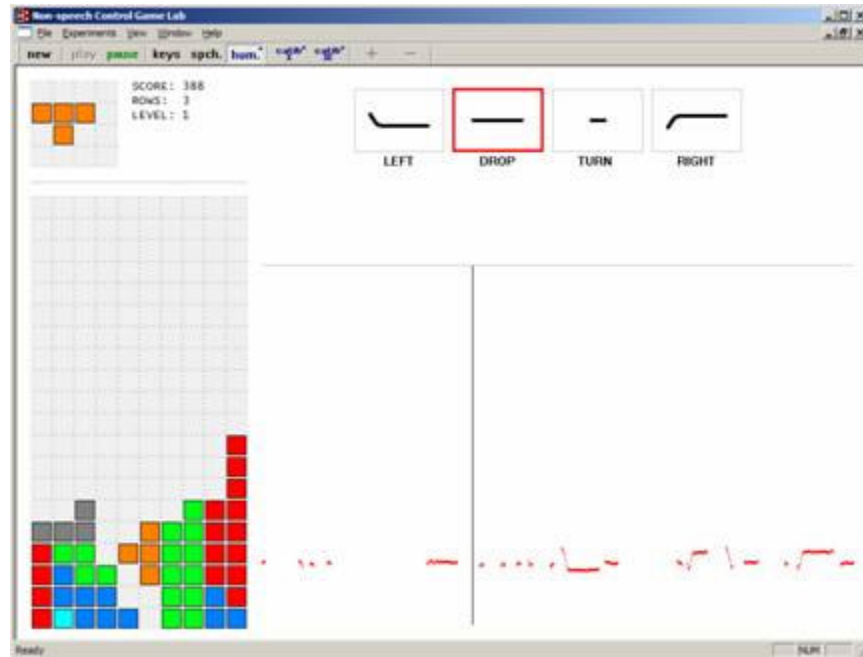 Non-speech Control Game Lab
File Experiments View Window Help
new play pause keys spch. hum.
SCORE: 388
ROWS: 3
LEVEL: 1
LEFT DROP TURN RIGHT
Ready NUM